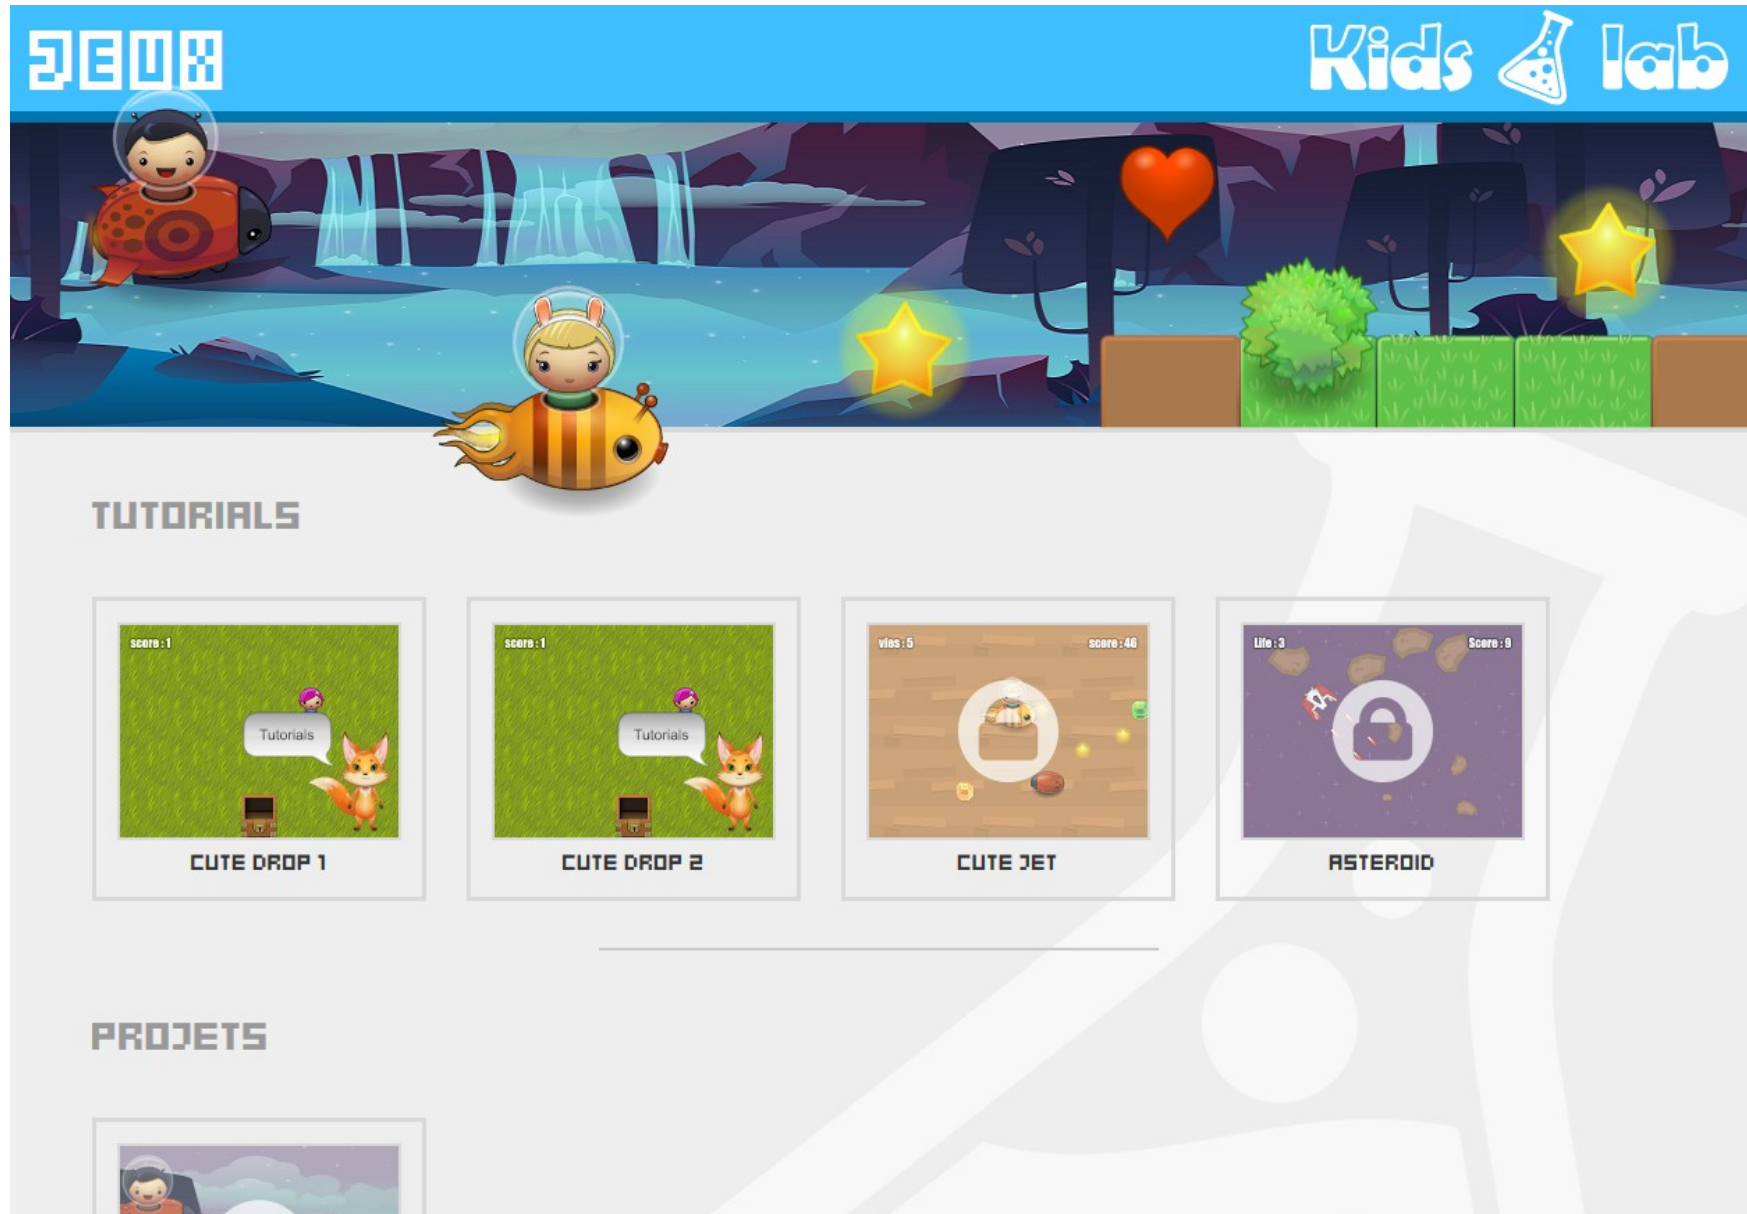 JEUX
Kids lab
TUTORIALS
score : 1
Tutorials
CUTE DROP 1
score : 1
Tutorials
CUTE DROP 2
vies : 5
score : 46
CUTE JET
Life : 3
Score : 9
ASTEROID
PROJETS